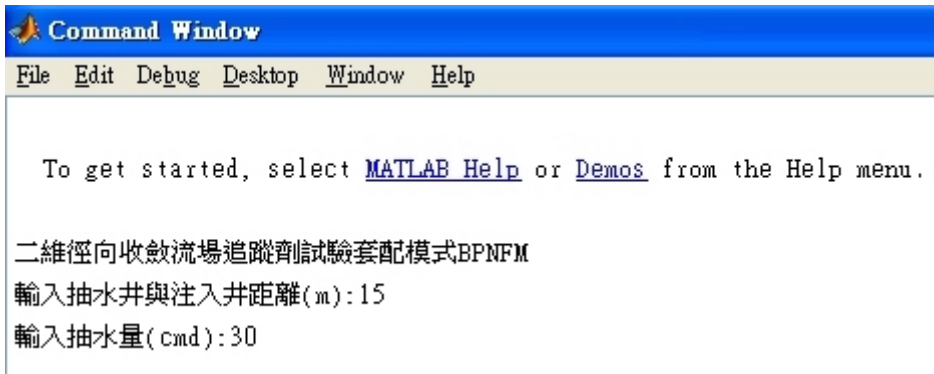 Command Window
File Edit Debug Desktop Window Help
To get started, select MATLAB Help or Demos from the Help menu.
二維徑向收斂流場追蹤劑試驗套配模式BPNFM
輸入抽水井與注入井距離(m):15
輸入抽水量(cmd):30